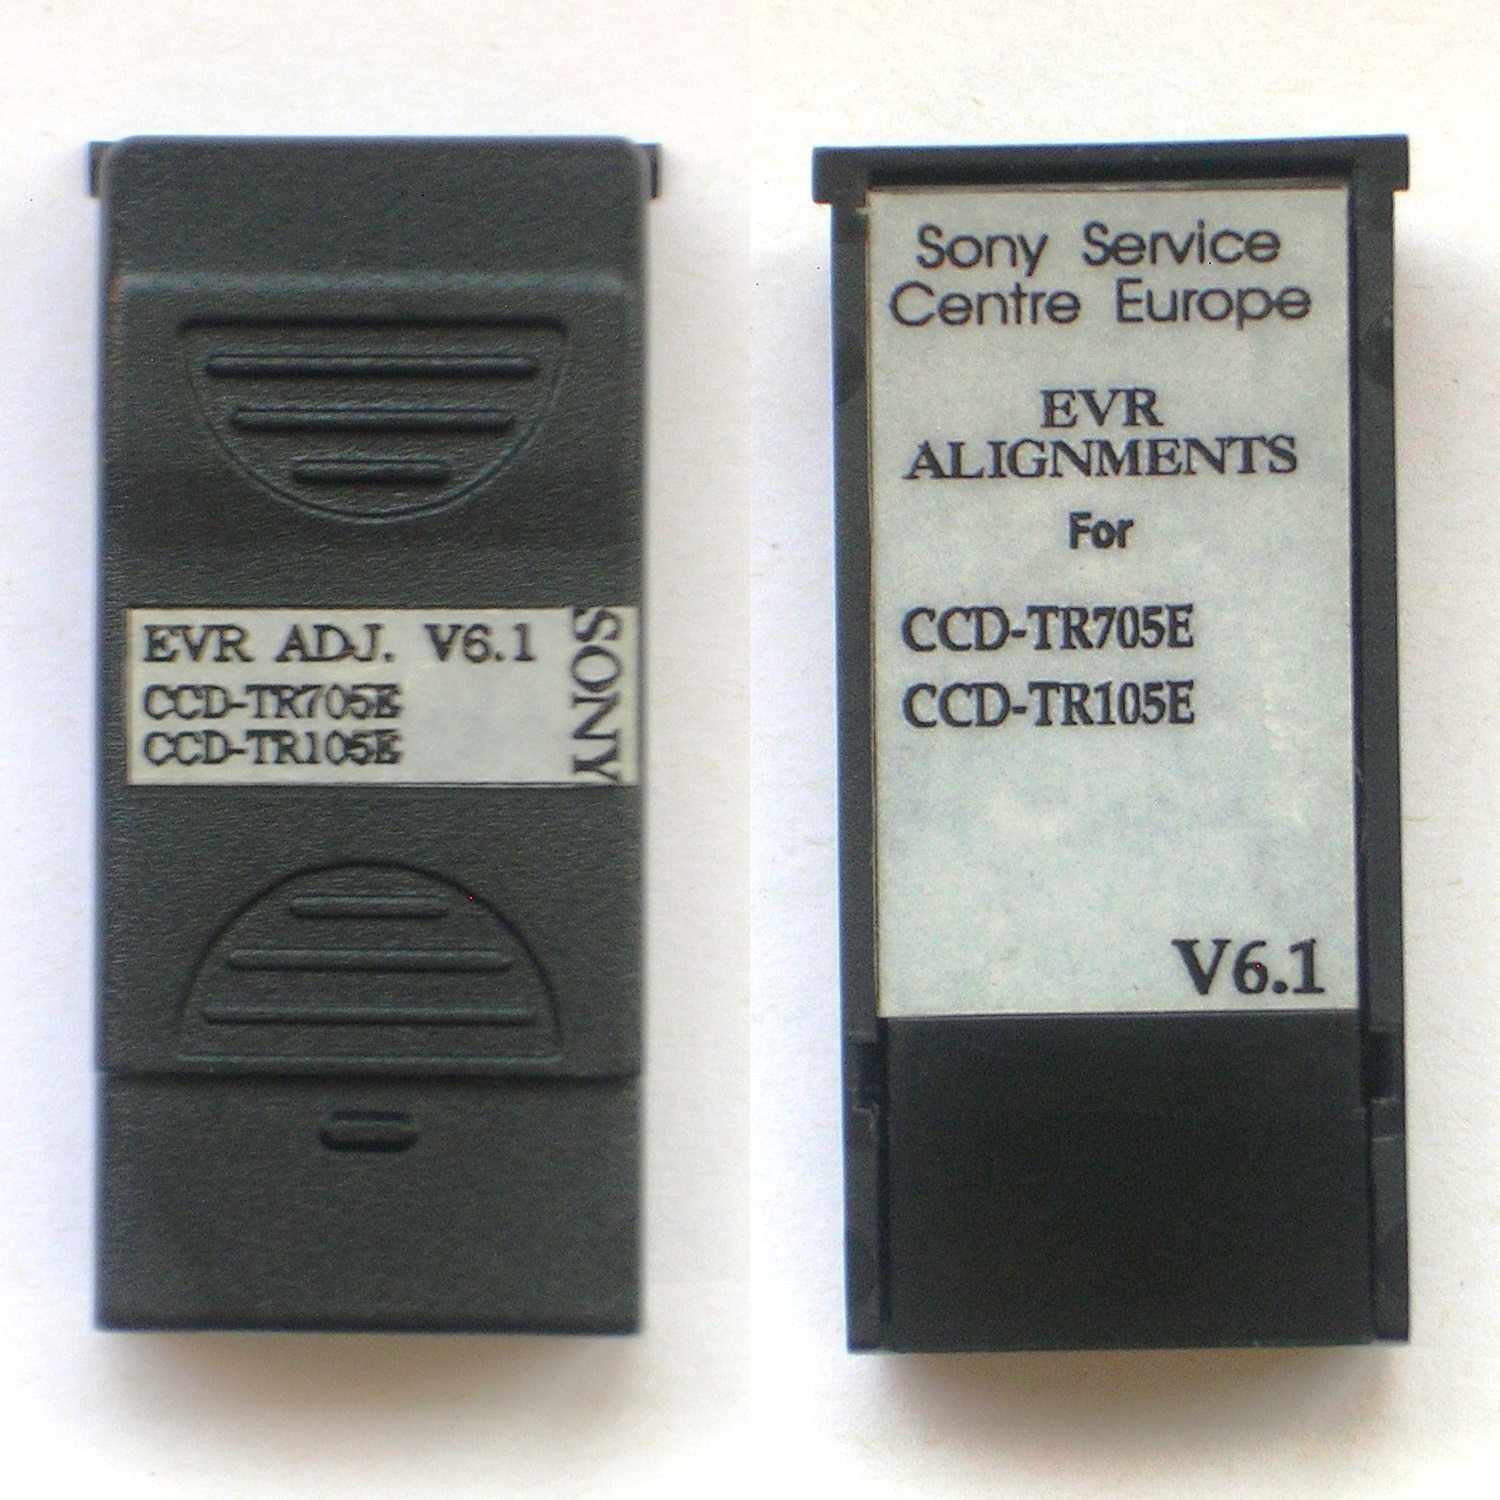 EVR ADJ. V6.1
CCD-TR705E
CCD-TR105E
SONY
Sony Service
Centre Europe
EVR
ALIGNMENTS
For
CCD-TR705E
CCD-TR105E
V6.1